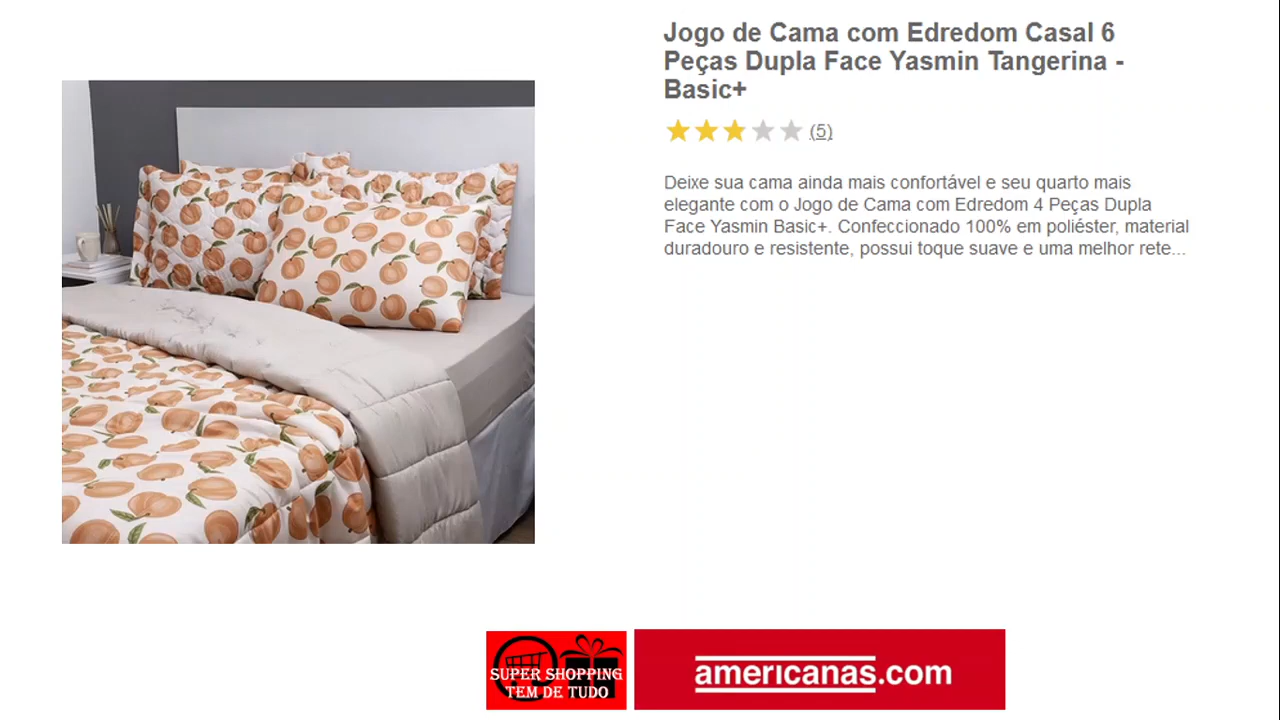 Jogo de Cama com Edredom Casal 6
Peças Dupla Face Yasmin Tangerina -
Basic+
(5)
Deixe sua cama ainda mais confortável e seu quarto mais
elegante com o Jogo de Cama com Edredom 4 Peças Dupla
Face Yasmin Basic+. Confeccionado 100% em poliéster, material
duradouro e resistente, possui toque suave e uma melhor rete...
SUPER SHOPPING
TEM DE TUDO
americanas.com